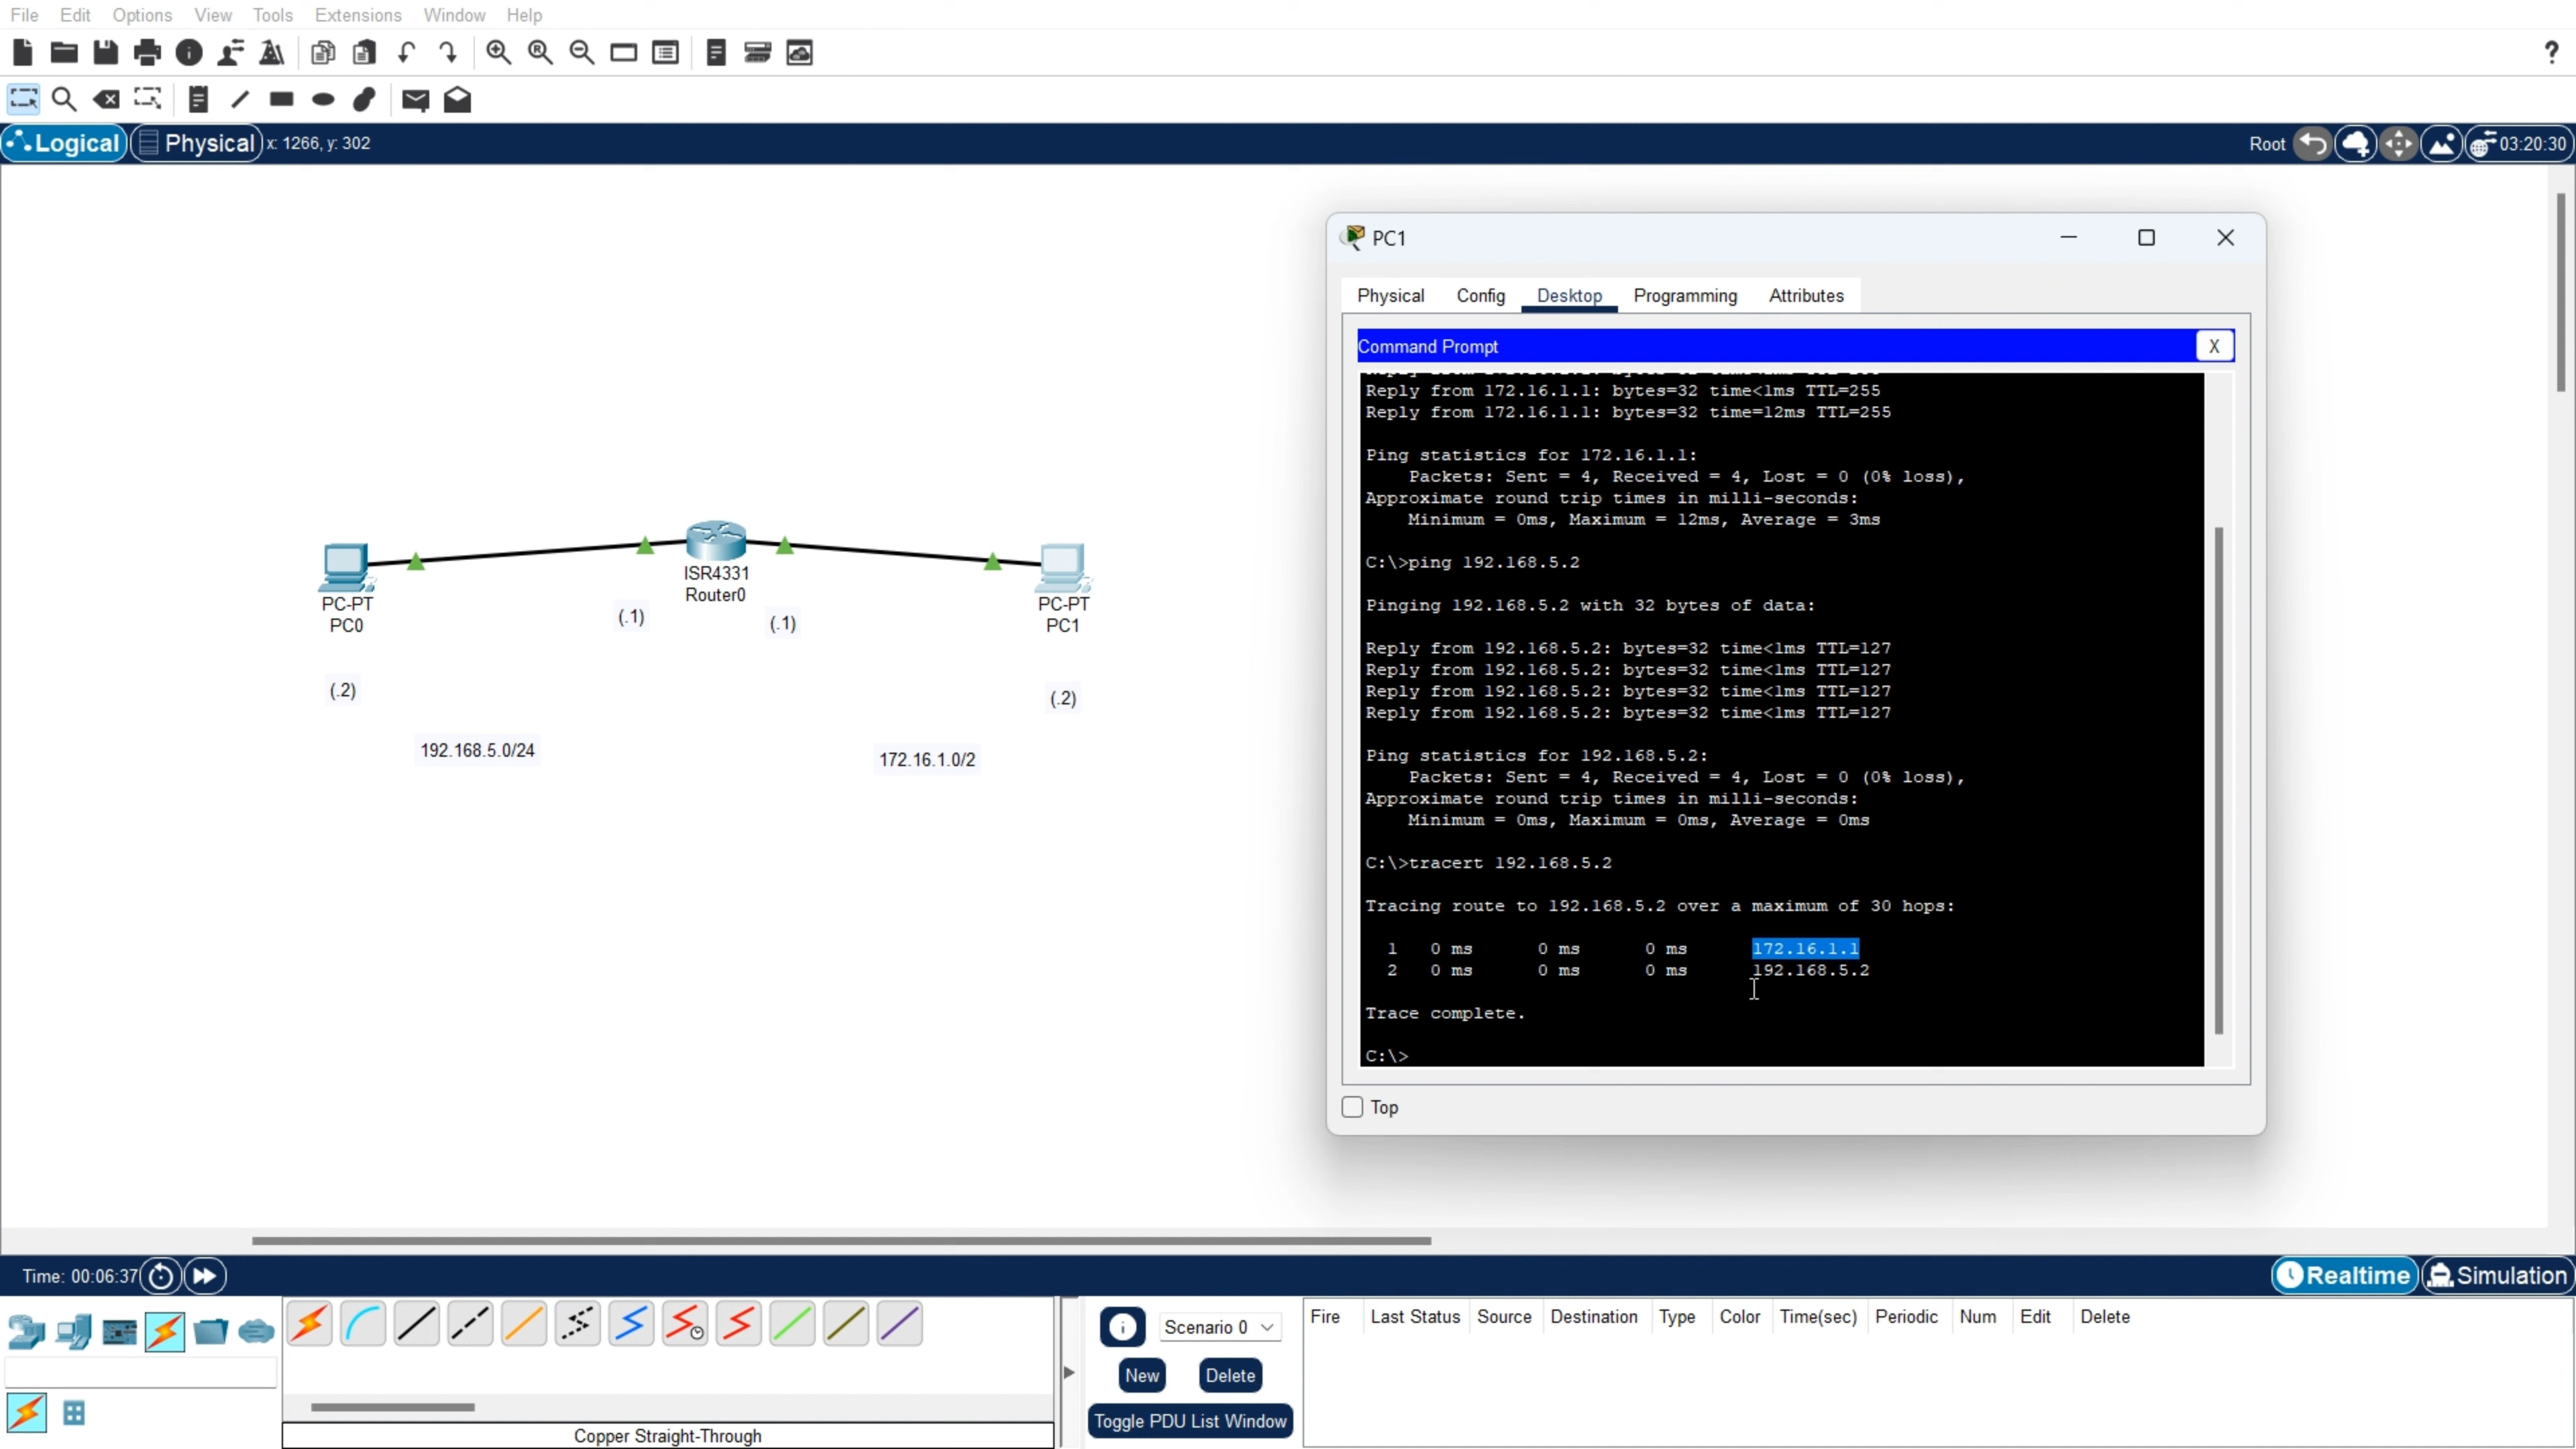 File Edit Options View Tools Extensions Window Help
?
Logical Physical x: 1266, y: 302 Root 03:20:30
PC1
Physical Config Desktop Programming Attributes
Command Prompt X
Reply from 172.16.1.1: bytes=32 time<1ms TTL=255
Reply from 172.16.1.1: bytes=32 time=12ms TTL=255
Ping statistics for 172.16.1.1:
Packets: Sent = 4, Received = 4, Lost = 0 (0% loss),
Approximate round trip times in milli-seconds:
Minimum = 0ms, Maximum = 12ms, Average = 3ms
C:\>ping 192.168.5.2
Pinging 192.168.5.2 with 32 bytes of data:
Reply from 192.168.5.2: bytes=32 time<1ms TTL=127
Reply from 192.168.5.2: bytes=32 time<1ms TTL=127
Reply from 192.168.5.2: bytes=32 time<1ms TTL=127
Reply from 192.168.5.2: bytes=32 time<1ms TTL=127
Ping statistics for 192.168.5.2:
Packets: Sent = 4, Received = 4, Lost = 0 (0% loss),
Approximate round trip times in milli-seconds:
Minimum = 0ms, Maximum = 0ms, Average = 0ms
C:\>tracert 192.168.5.2
Tracing route to 192.168.5.2 over a maximum of 30 hops:
1 0 ms 0 ms 0 ms 172.16.1.1
2 0 ms 0 ms 0 ms 192.168.5.2
Trace complete.
C:\>
Top
ISR4331
Router0
PC-PT
PC0
PC-PT
PC1
(.1)
(.1)
(.2)
(.2)
192.168.5.0/24
172.16.1.0/2
Time: 00:06:37 Realtime Simulation
Scenario 0
New Delete
Toggle PDU List Window
Fire Last Status Source Destination Type Color Time(sec) Periodic Num Edit Delete
Copper Straight-Through